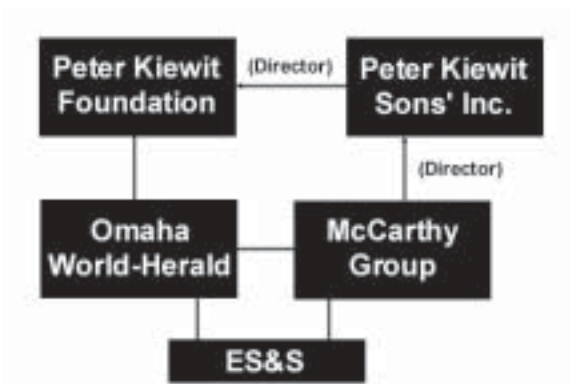 Peter Kiewit
Foundation
(Director)
Peter Kiewit
Sons' Inc.
(Director)
Omaha
World-Herald
McCarthy
Group
ES&S